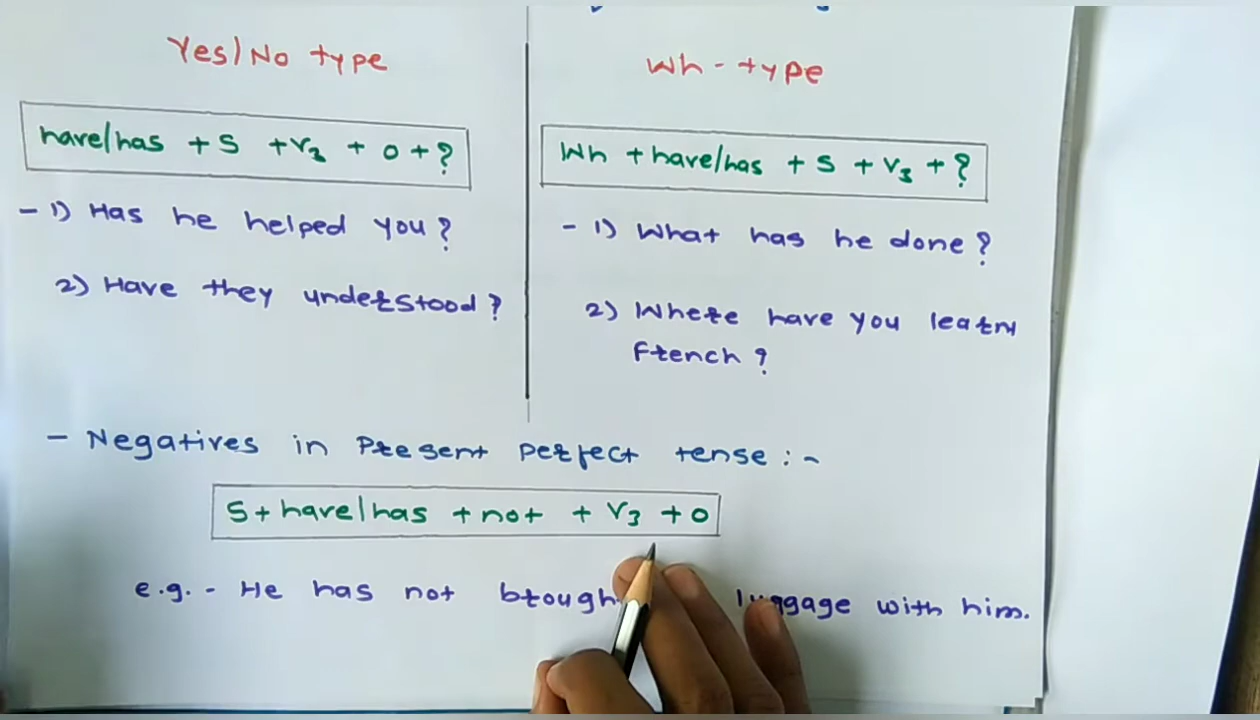 Yes/No type
have/has + S + V3 + O + ?
- 1) Has he helped you?
2) Have they understood?
Wh - type
Wh + have/has + S + V3 + ?
- 1) What has he done?
2) Where have you learnt
French?
- Negatives in Present perfect tense :-
S + have/has + not + V3 + O
e.g. - He has not luggage with him.